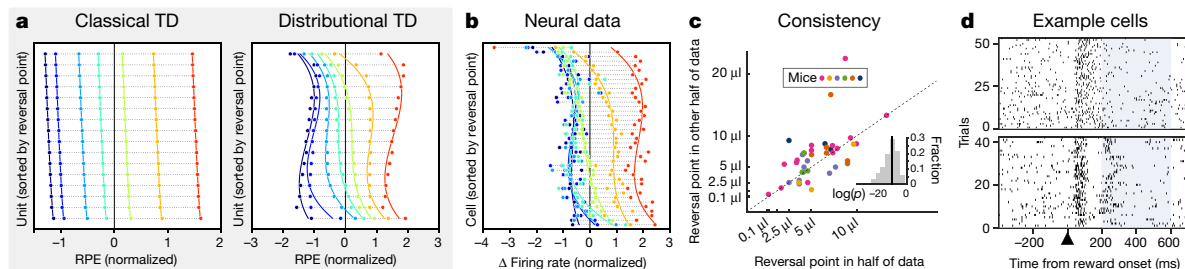 a
Classical TD
Unit (sorted by reversal point)
−1 0 1 2
RPE (normalized)
Distributional TD
Unit (sorted by reversal point)
−3 −2 −1 0 1 2 3
RPE (normalized)
b
Neural data
Cell (sorted by reversal point)
−4 −3 −2 −1 0 1 2 3
Δ Firing rate (normalized)
c
Consistency
Reversal point in other half of data
20 μl
10 μl
5 μl
2.5 μl
0.1 μl
Mice
0.3
0.2
0.1
0
Fraction
−20 0
log(p)
0.1 μl 2.5 μl 5 μl 10 μl
Reversal point in half of data
d
Example cells
Trials
50
25
0
40
20
0
−200 0 200 400 600
Time from reward onset (ms)